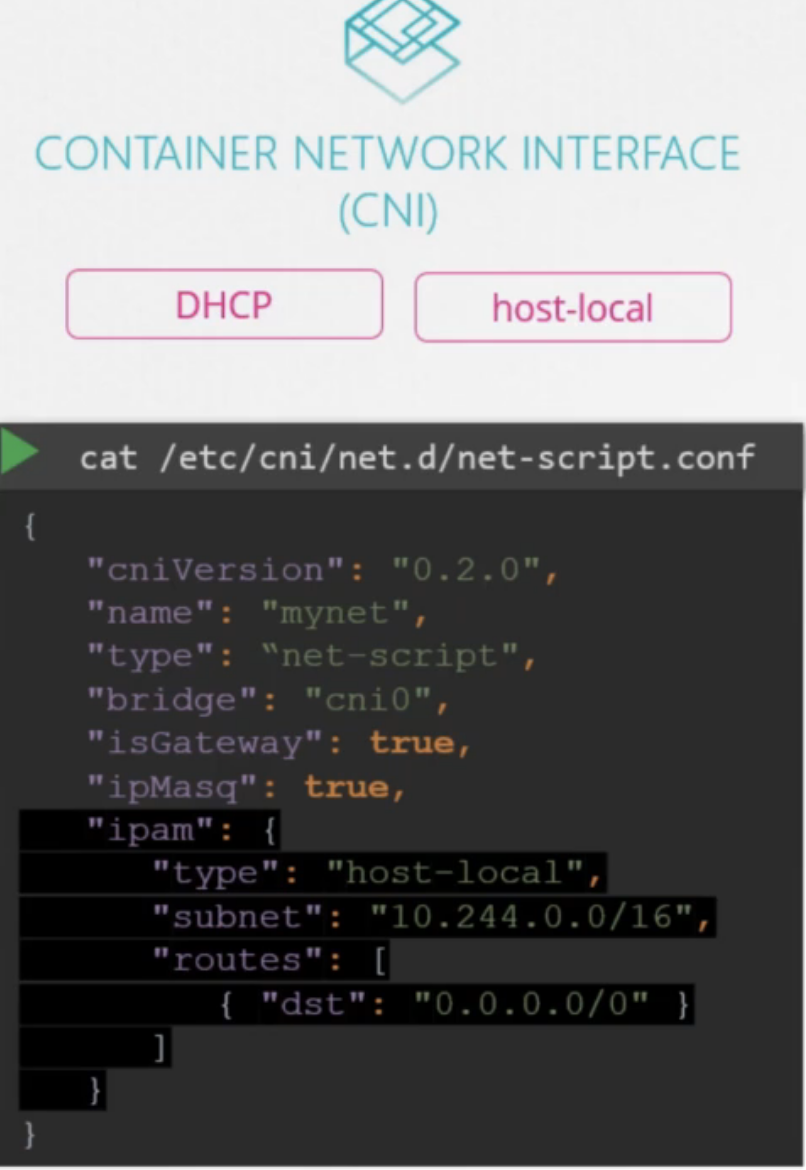 CONTAINER NETWORK INTERFACE
(CNI)
DHCP
host-local
cat /etc/cni/net.d/net-script.conf
{
"cniVersion": "0.2.0",
"name": "mynet",
"type": “net-script",
"bridge": "cni0",
"isGateway": true,
"ipMasq": true,
"ipam": {
"type": "host-local",
"subnet": "10.244.0.0/16",
"routes": [
{ "dst": "0.0.0.0/0" }
]
}
}